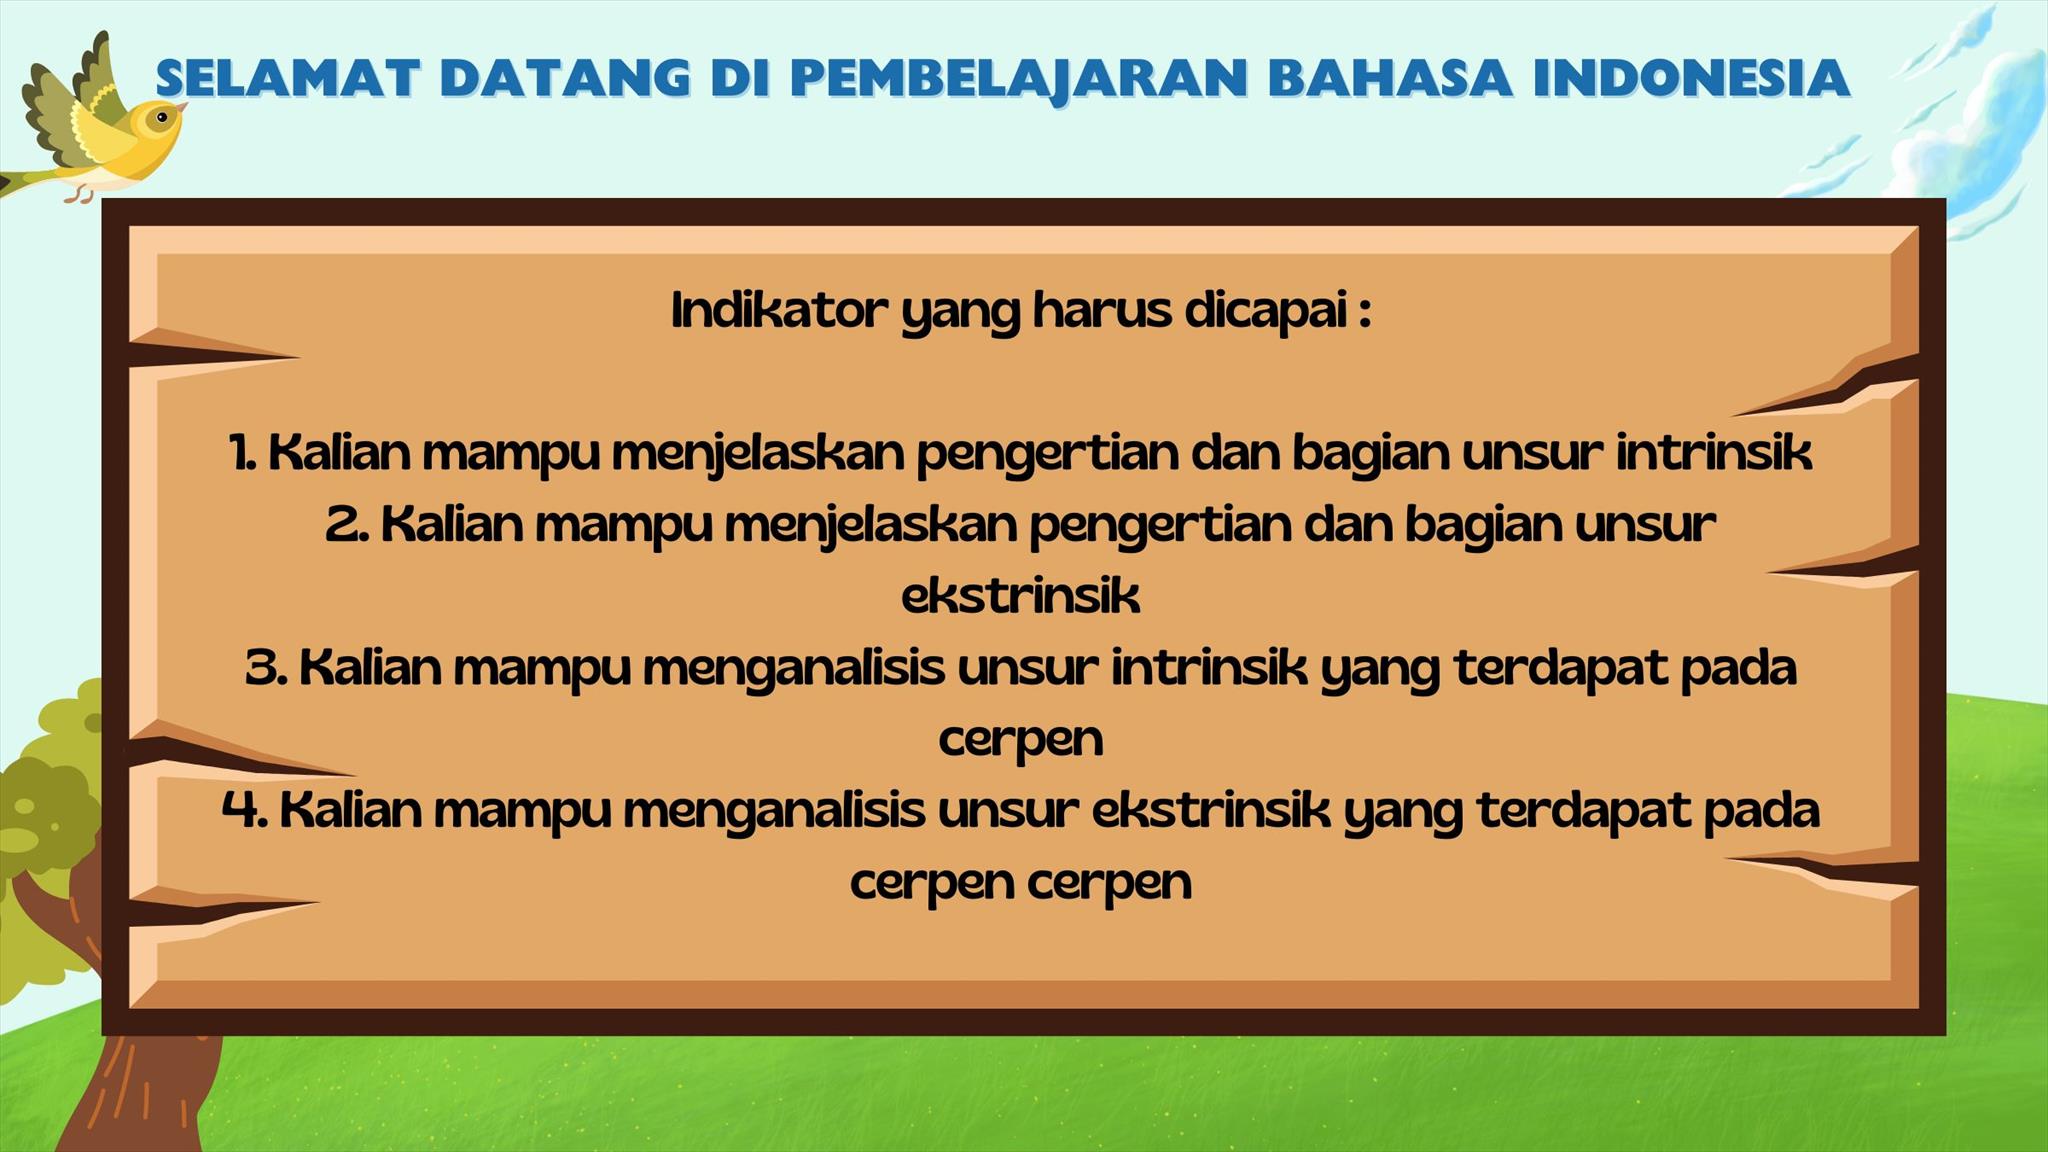 SELAMAT DATANG DI PEMBELAJARAN BAHASA INDONESIA
Indikator yang harus dicapai :
1. Kalian mampu menjelaskan pengertian dan bagian unsur intrinsik
2. Kalian mampu menjelaskan pengertian dan bagian unsur
ekstrinsik
3. Kalian mampu menganalisis unsur intrinsik yang terdapat pada
cerpen
4. Kalian mampu menganalisis unsur ekstrinsik yang terdapat pada
cerpen cerpen